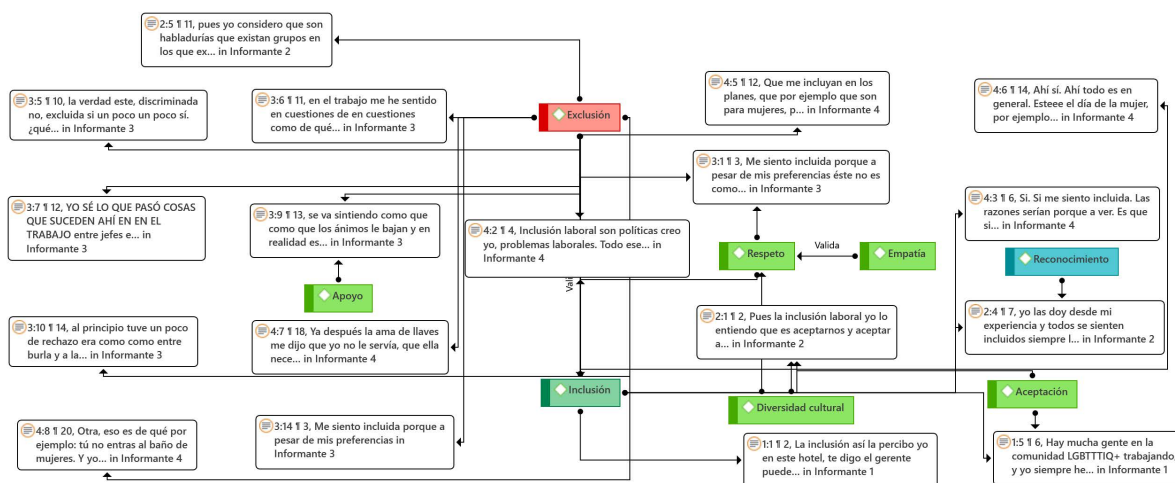 2:5 ¶ 11, pues yo considero que son
habladurías que existan grupos en
los que ex... in Informante 2
3:5 ¶ 10, la verdad este, discriminada
no, excluida si un poco un poco sí.
¿qué... in Informante 3
3:6 ¶ 11, en el trabajo me he sentido
en cuestiones de en cuestiones
como de qué... in Informante 3
Exclusión
4:5 ¶ 12, Que me incluyan en los
planes, que por ejemplo que son
para mujeres, p... in Informante 4
4:6 ¶ 14, Ahí sí. Ahí todo es en
general. Esteee el día de la mujer,
por ejemplo... in Informante 4
3:1 ¶ 3, Me siento incluida porque a
pesar de mis preferencias éste no es
como... in Informante 3
3:7 ¶ 12, YO SÉ LO QUE PASÓ COSAS
QUE SUCEDEN AHÍ EN EN EL
TRABAJO entre jefes e... in
Informante 3
3:9 ¶ 13, se va sintiendo como que
como que los ánimos le bajan y en
realidad es... in Informante 3
4:2 ¶ 4, Inclusión laboral son políticas creo
yo, problemas laborales. Todo ese... in
Informante 4
4:3 ¶ 6, Si. Si me siento incluida. Las
razones serían porque a ver. Es que
si... in Informante 4
Respeto
Valida
Empatía
Reconocimiento
Apoyo
Vali
3:10 ¶ 14, al principio tuve un poco
de rechazo era como como entre
burla y a la... in Informante 3
4:7 ¶ 18, Ya después la ama de llaves
me dijo que yo no le servía, que ella
nece... in Informante 4
2:1 ¶ 2, Pues la inclusión laboral yo lo
entiendo que es aceptarnos y aceptar
a... in Informante 2
2:4 ¶ 7, yo las doy desde mi
experiencia y todos se sienten
incluidos siempre l... in Informante 2
Inclusión
Diversidad cultural
Aceptación
4:8 ¶ 20, Otra, eso es de qué por
ejemplo: tú no entras al baño de
mujeres. Y yo... in Informante 4
3:14 ¶ 3, Me siento incluida porque a
pesar de mis preferencias in
Informante 3
1:1 ¶ 2, La inclusión así la percibo yo
en este hotel, te digo el gerente
puede... in Informante 1
1:5 ¶ 6, Hay mucha gente en la
comunidad LGBTTTIQ+ trabajando,
y yo siempre he... in Informante 1